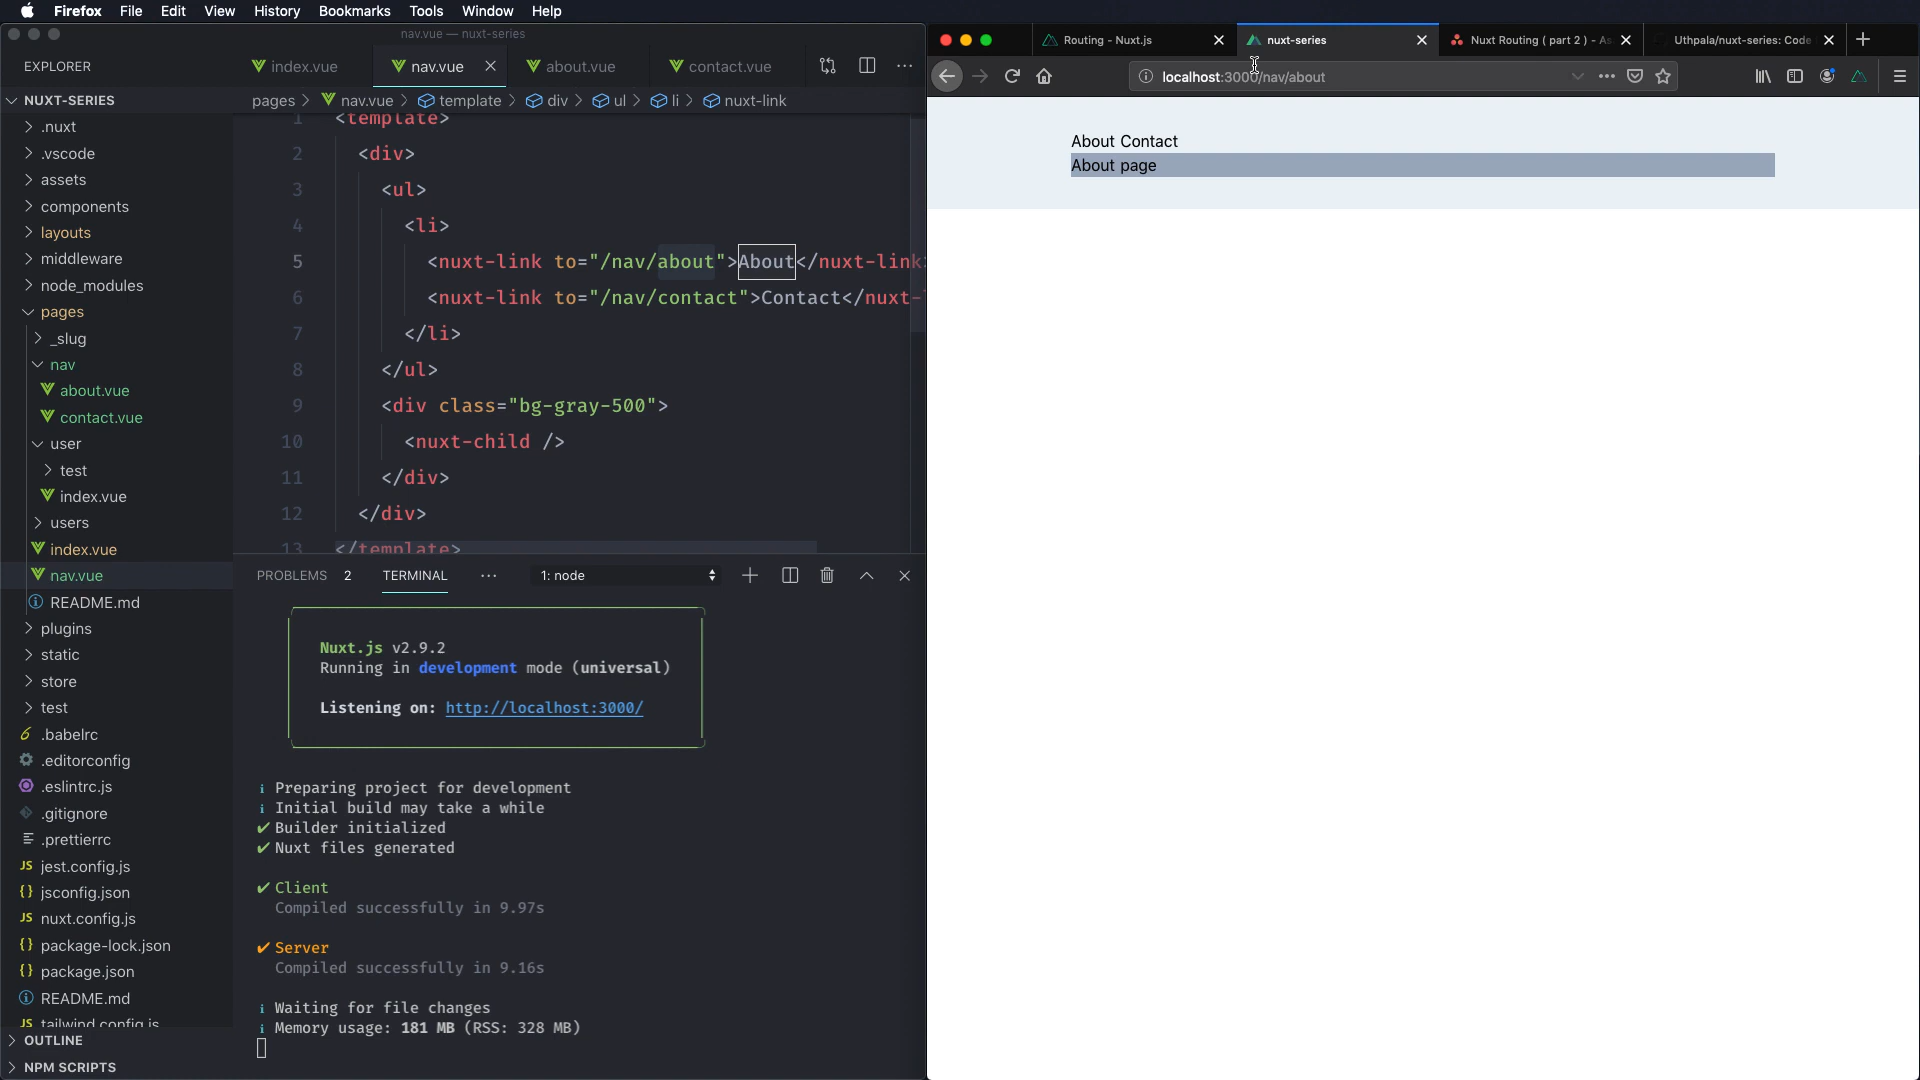 Firefox File Edit View History Bookmarks Tools Window Help
nav.vue — nuxt-series
EXPLORER
index.vue nav.vue about.vue contact.vue
NUXT-SERIES
pages > nav.vue > template > div > ul > li > nuxt-link
.nuxt
.vscode
assets
components
layouts
middleware
node_modules
pages
_slug
nav
about.vue
contact.vue
user
test
index.vue
users
index.vue
nav.vue
README.md
plugins
static
store
test
.babelrc
.editorconfig
.eslintrc.js
.gitignore
.prettierrc
jest.config.js
jsconfig.json
nuxt.config.js
package-lock.json
package.json
README.md
tailwind.config.js
OUTLINE
NPM SCRIPTS
1 <template>
2 <div>
3 <ul>
4 <li>
5 <nuxt-link to="/nav/about">About</nuxt-link>
6 <nuxt-link to="/nav/contact">Contact</nuxt-
7 </li>
8 </ul>
9 <div class="bg-gray-500">
10 <nuxt-child />
11 </div>
12 </div>
13 </template>
PROBLEMS 2 TERMINAL ··· 1: node
Nuxt.js v2.9.2
Running in development mode (universal)
Listening on: http://localhost:3000/
i Preparing project for development
i Initial build may take a while
✔ Builder initialized
✔ Nuxt files generated
✔ Client
Compiled successfully in 9.97s
✔ Server
Compiled successfully in 9.16s
i Waiting for file changes
i Memory usage: 181 MB (RSS: 328 MB)
Routing - Nuxt.js nuxt-series Nuxt Routing ( part 2 ) - As Uthpala/nuxt-series: Code
localhost:3000/nav/about
About Contact
About page